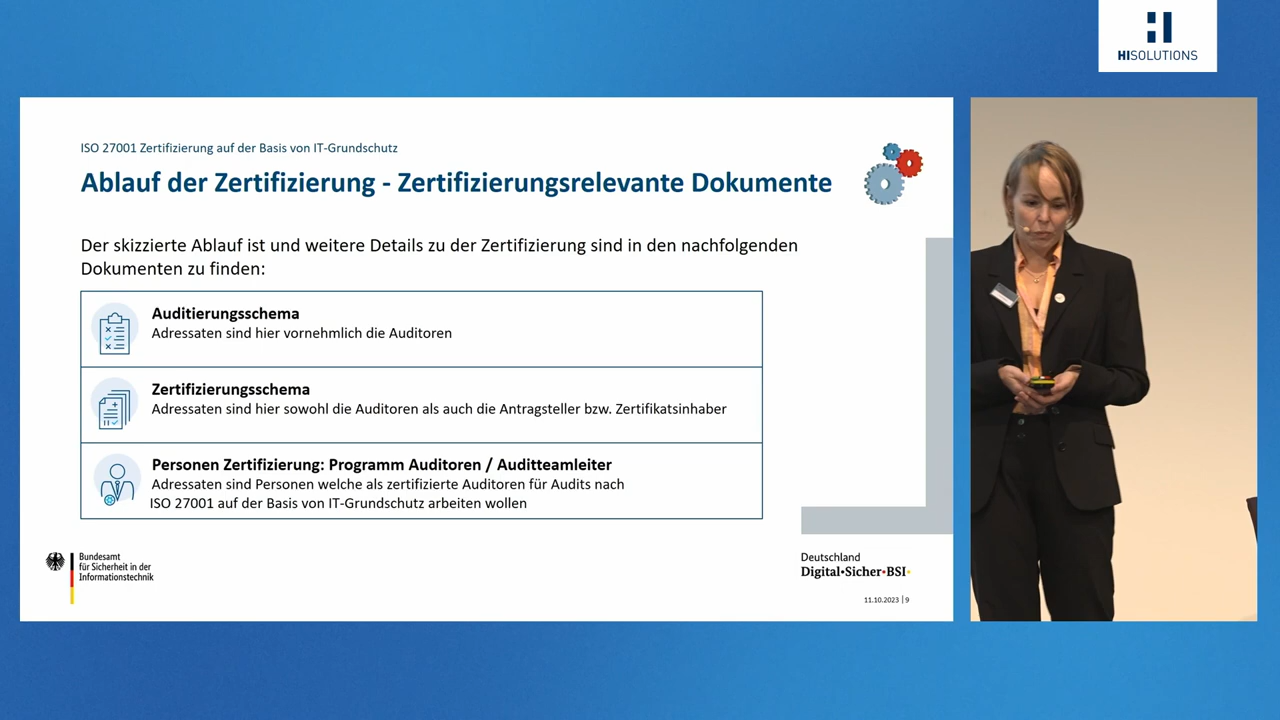 HISOLUTIONS
ISO 27001 Zertifizierung auf der Basis von IT-Grundschutz
Ablauf der Zertifizierung - Zertifizierungsrelevante Dokumente
Der skizzierte Ablauf ist und weitere Details zu der Zertifizierung sind in den nachfolgenden
Dokumenten zu finden:
Auditierungsschema
Adressaten sind hier vornehmlich die Auditoren
Zertifizierungsschema
Adressaten sind hier sowohl die Auditoren als auch die Antragsteller bzw. Zertifikatsinhaber
Personen Zertifizierung: Programm Auditoren / Auditteamleiter
Adressaten sind Personen welche als zertifizierte Auditoren für Audits nach
ISO 27001 auf der Basis von IT-Grundschutz arbeiten wollen
Bundesamt
für Sicherheit in der
Informationstechnik
Deutschland
Digital•Sicher•BSI•
11.10.2023 | 9